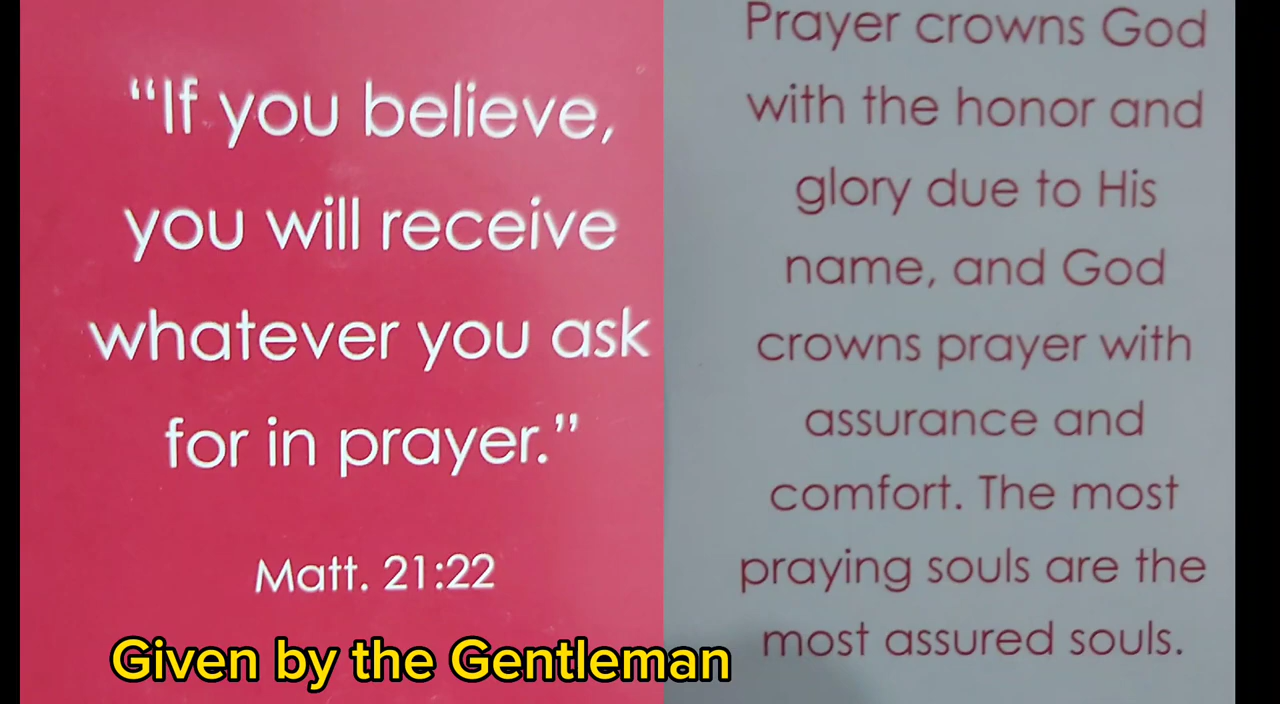 “If you believe,
you will receive
whatever you ask
for in prayer.”
Matt. 21:22
Prayer crowns God
with the honor and
glory due to His
name, and God
crowns prayer with
assurance and
comfort. The most
praying souls are the
most assured souls.
Given by the Gentleman